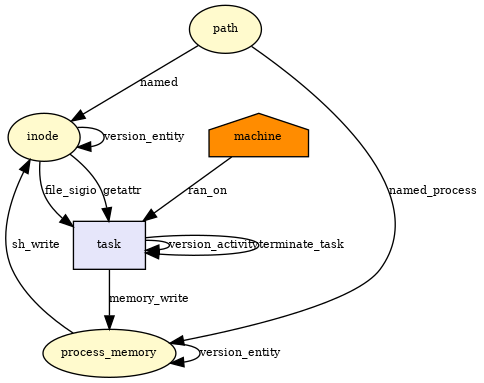 path
named
inode
version_entity
machine
file_sigio
getattr
ran_on
named_process
sh_write
task
version_activity
terminate_task
memory_write
process_memory
version_entity